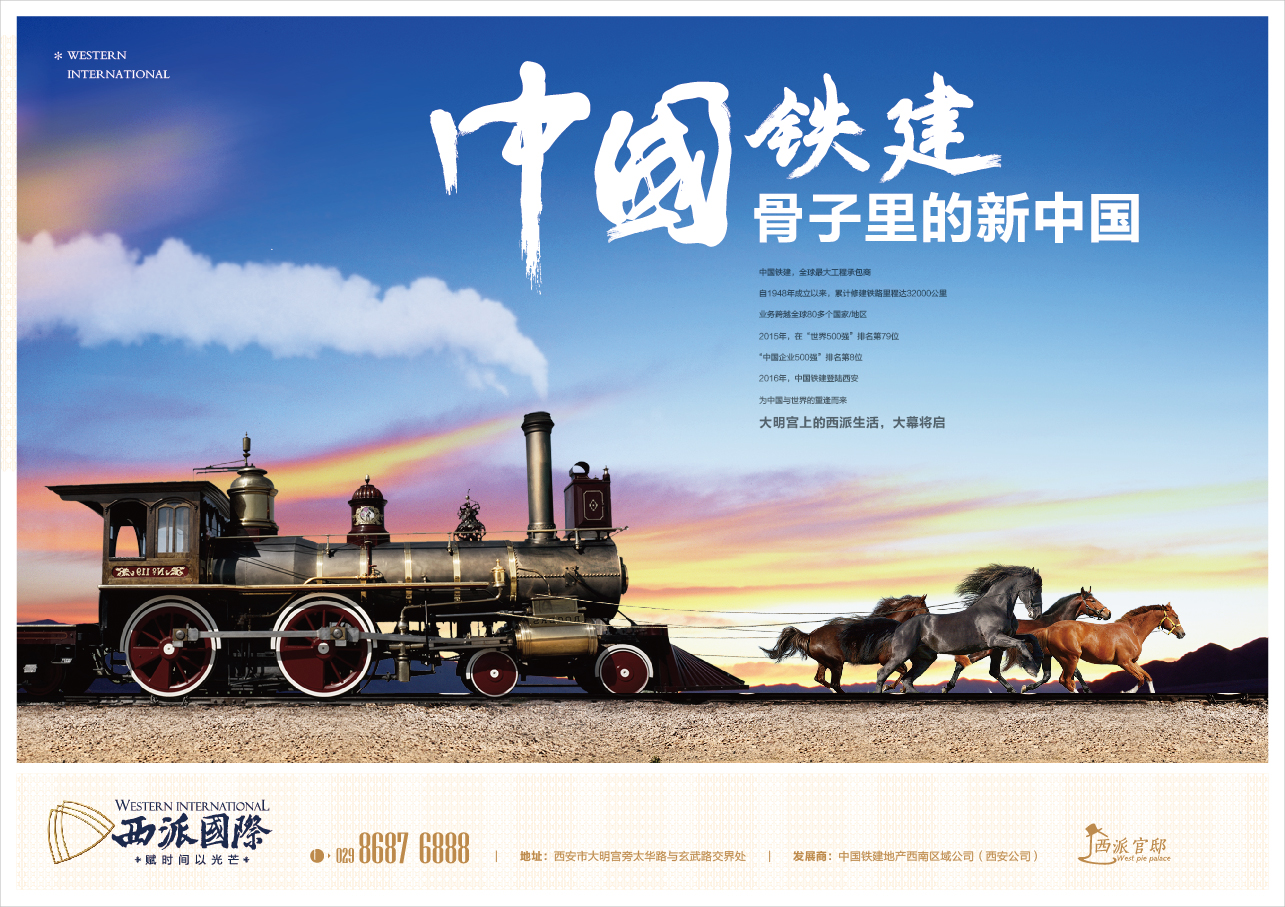 * WESTERN
INTERNATIONAL
中國铁建
骨子里的新中国
中国铁建，全球最大工程承包商
自1948年成立以来，累计修建铁路里程达32000公里
业务跨越全球80多个国家/地区
2015年，在“世界500强”排名第79位
“中国企业500强”排名第8位
2016年，中国铁建登陆西安
为中国与世界的重逢而来
大明宫上的西派生活，大幕将启
WESTERN INTERNATIONAL
西派國際
赋时间以光芒
029 8687 6888
地址：西安市大明宫旁太华路与玄武路交界处
发展商：中国铁建地产西南区域公司（西安公司）
西派官邸
West pie palace